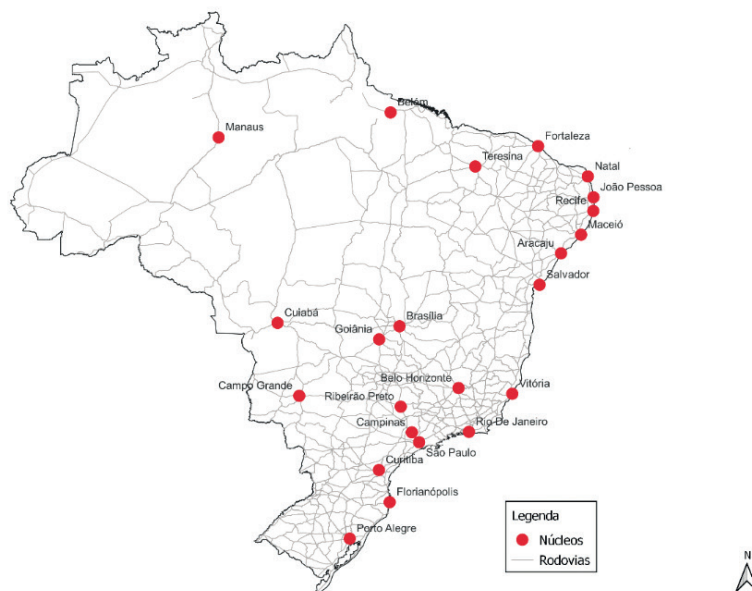 Belém
Manaus
Fortaleza
Teresina
Natal
João Pessoa
Recife
Maceió
Aracaju
Salvador
Cuiabá
Brasília
Goiânia
Belo Horizonte
Vitória
Campo Grande
Ribeirão Preto
Campinas
Rio De Janeiro
São Paulo
Curitiba
Florianópolis
Porto Alegre
Legenda
Núcleos
Rodovias
N